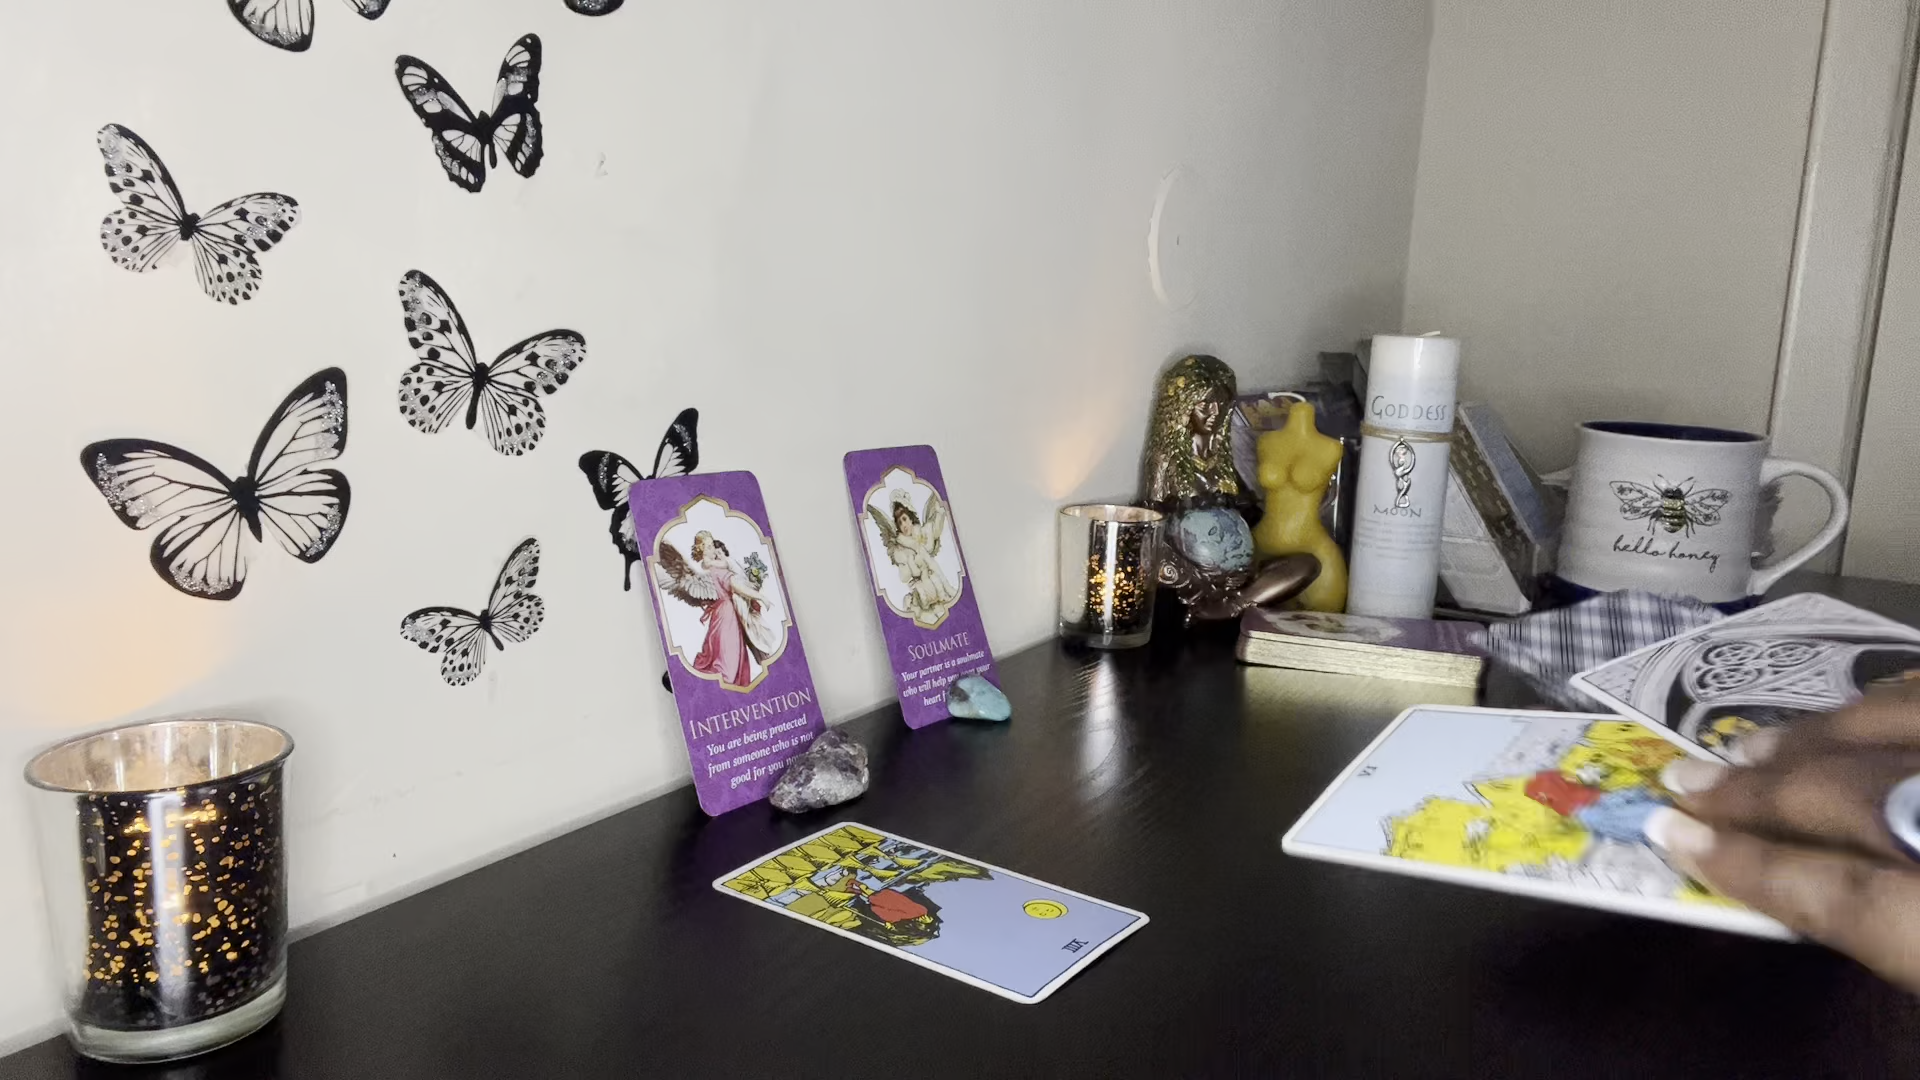 INTERVENTION
You are being protected
from someone who is not
good for you
SOULMATE
Your partner is a soulmate
who will help you your
heart
GODDESS
MOON
hello honey
VI